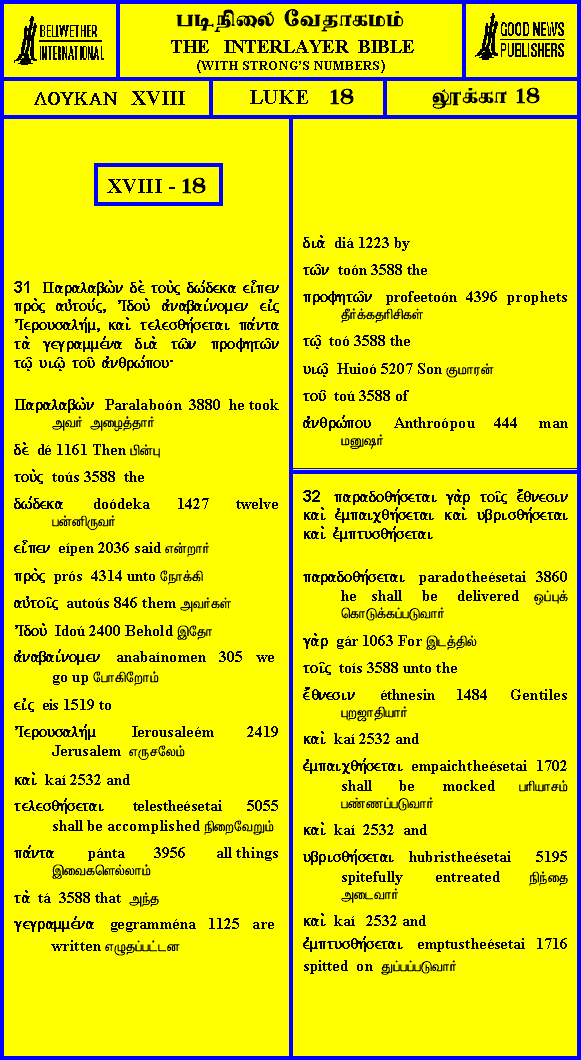 BELLWETHER
INTERNATIONAL
படிநிலை வேதாகமம்
THE INTERLAYER BIBLE
(WITH STRONG'S NUMBERS)
GOOD NEWS
PUBLISHERS
ΛΟΥΚΑΝ XVIII
LUKE 18
லூக்கா 18
XVIII - 18
31 Παραλαβὼν δὲ τοὺς δώδεκα εἶπεν
πρὸς αὐτούς, Ἰδοὺ ἀναβαίνομεν εἰς
Ἰερουσαλήμ, καὶ τελεσθήσεται πάντα
τὰ γεγραμμένα διὰ τῶν προφητῶν
τῷ υιῷ τοῦ ἀνθρώπου·
Παραλαβὼν Paralaboón 3880 he took
அவர் அழைத்தார்
δὲ dé 1161 Then பின்பு
τοὺς toús 3588 the
δώδεκα doódeka 1427 twelve
பன்னிருவர்
εἶπεν eípen 2036 said என்றார்
πρὸς prós 4314 unto நோக்கி
αὐτοῖς autoús 846 them அவர்கள்
Ἰδοὺ Idoú 2400 Behold இதோ
ἀναβαίνομεν anabaínomen 305 we
go up போகிறோம்
εἰς eis 1519 to
Ἰερουσαλήμ Ierousaleém 2419
Jerusalem எருசலேம்
καὶ kaí 2532 and
τελεσθήσεται telestheésetai 5055
shall be accomplished நிறைவேறும்
πάντα pánta 3956 all things
இவைகளெல்லாம்
τὰ tá 3588 that அந்த
γεγραμμένα gegramména 1125 are
written எழுதப்பட்டன
διὰ diá 1223 by
τῶν toón 3588 the
προφητῶν profeetoón 4396 prophets
தீர்க்கதரிசிகள்
τῷ toó 3588 the
υιῷ Huioó 5207 Son குமாரன்
τοῦ toú 3588 of
ἀνθρώπου Anthroópou 444 man
மனுஷர்
32 παραδοθήσεται γὰρ τοῖς ἔθνεσιν
καὶ ἐμπαιχθήσεται καὶ υβρισθήσεται
καὶ ἐμπτυσθήσεται
παραδοθήσεται paradotheésetai 3860
he shall be delivered ஒப்புக்
கொடுக்கப்படுவார்
γὰρ gár 1063 For இடத்தில்
τοῖς toís 3588 unto the
ἔθνεσιν éthnesin 1484 Gentiles
புறஜாதியார்
καὶ kaí 2532 and
ἐμπαιχθήσεται empaichtheésetai 1702
shall be mocked பரியாசம்
பண்ணப்படுவார்
καὶ kaí 2532 and
υβρισθήσεται hubristheésetai 5195
spitefully entreated நிந்தை
அடைவார்
καὶ kaí 2532 and
ἐμπτυσθήσεται emptustheésetai 1716
spitted on துப்பப்படுவார்